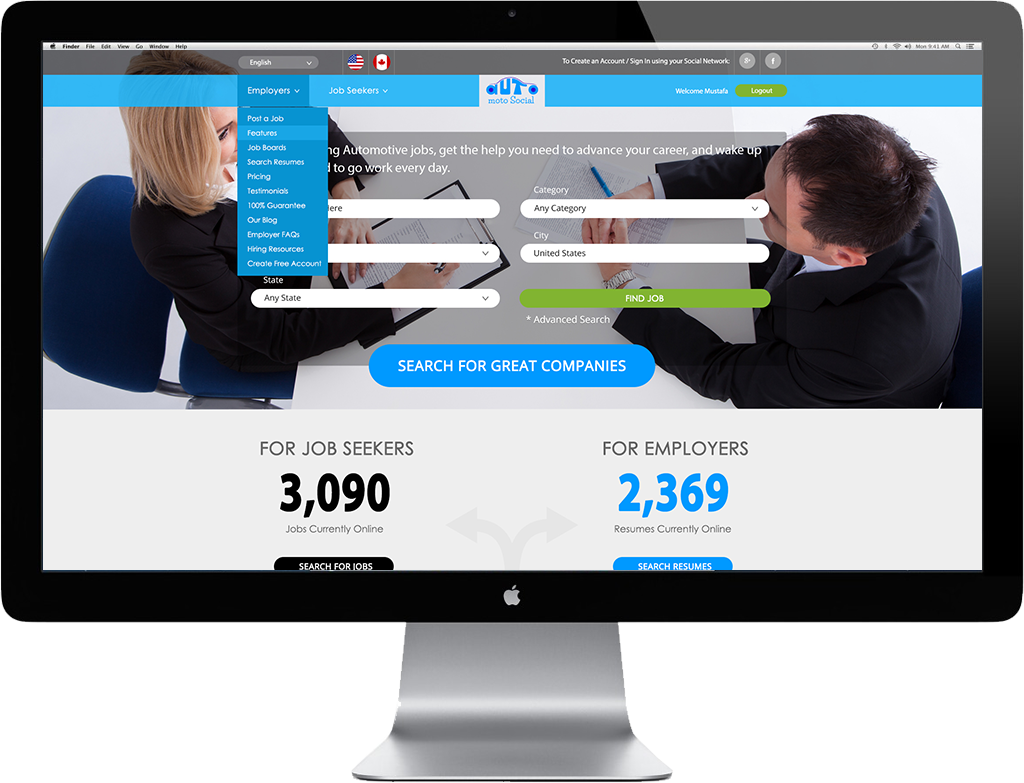 Finder File Edit View Go Window Help
Mon 9:41 AM
English
To Create an Account / Sign In using your Social Network:
g+
f
Employers
Job Seekers
AUTO
moto Social
Welcome Mustafa
Logout
Post a Job
Features
Job Boards
Search Resumes
Pricing
Testimonials
100% Guarantee
Our Blog
Employer FAQs
Hiring Resources
Create Free Account
ng Automotive jobs, get the help you need to advance your career, and wake up
d to go work every day.
Category
ere
Any Category
City
United States
State
Any State
FIND JOB
* Advanced Search
SEARCH FOR GREAT COMPANIES
FOR JOB SEEKERS
FOR EMPLOYERS
3,090
2,369
Jobs Currently Online
Resumes Currently Online
SEARCH FOR JOBS
SEARCH RESUMES